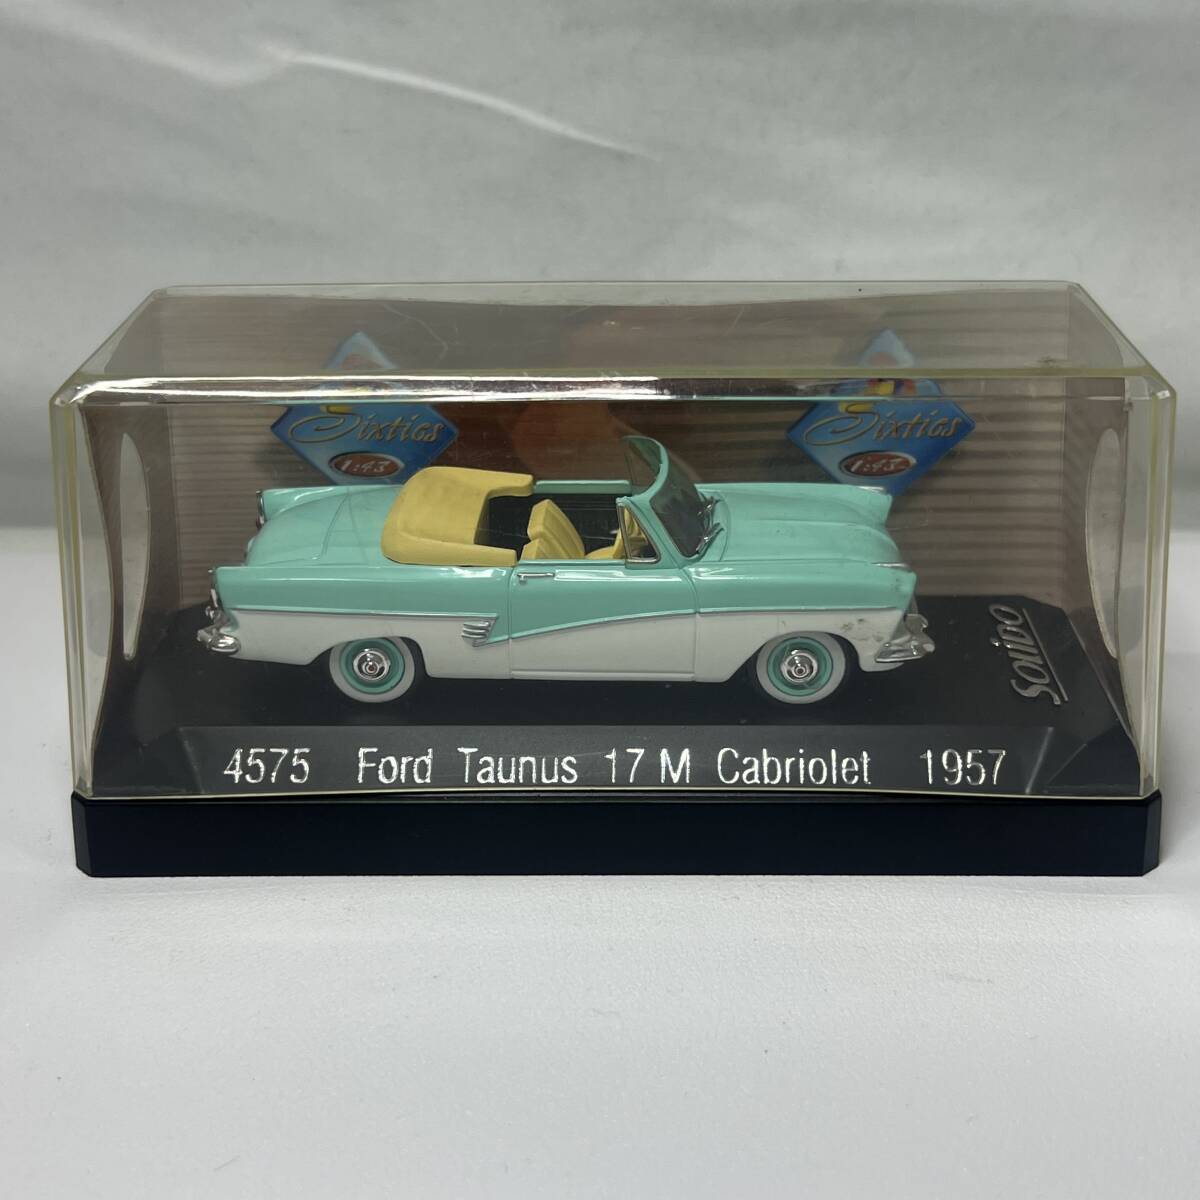 Sixties
1:43
Sixties
1:43
Solido
4575 Ford Taunus 17 M Cabriolet 1957